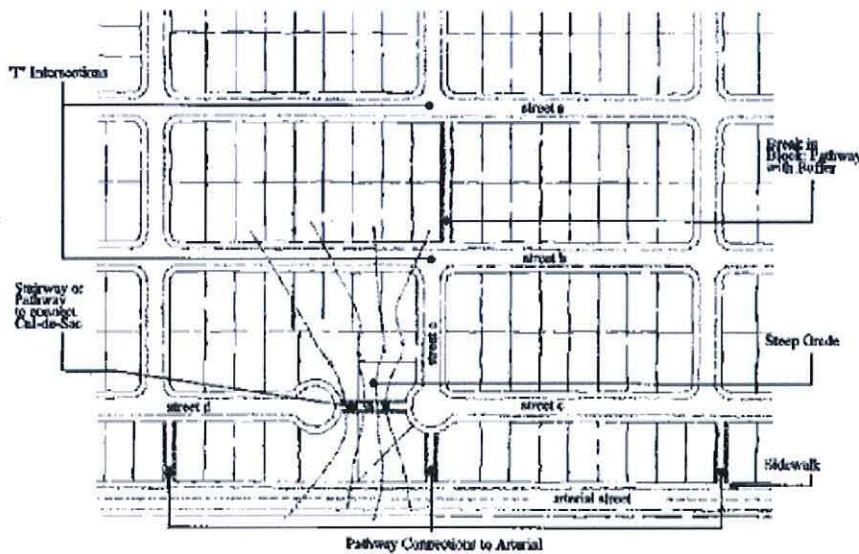 "T" Intersections
street a
Break in
Block: Pathway
with Buffer
street b
Stairway or
Pathway
to connect
Cul-de-Sac
street c
Steep Grade
street d
street c
Sidewalk
arterial street
Pathway Connections to Arterial